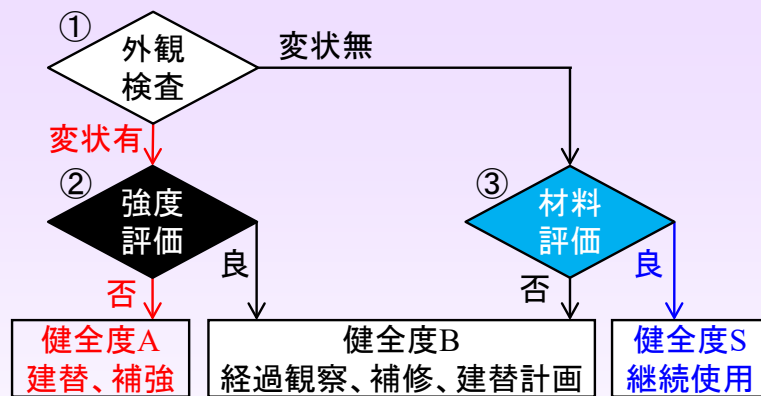 ①
外観
検査
変状無
変状有
②
強度
評価
③
材料
評価
否
良
否
良
健全度A
建替、補強
健全度B
経過観察、補修、建替計画
健全度S
継続使用